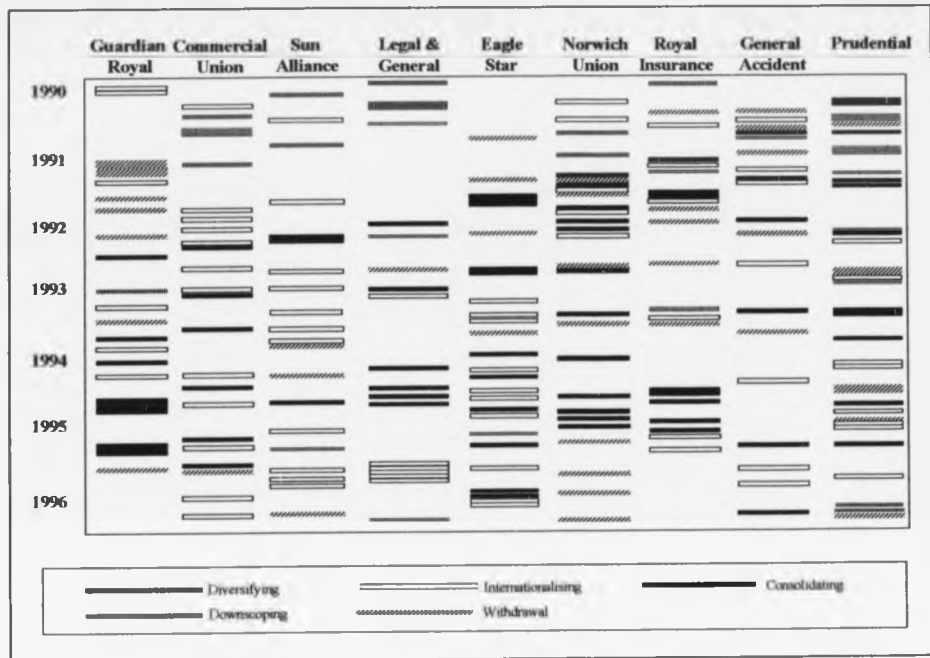 Guardian Commercial Sun Legal & Eagle Norwich Royal General Prudential
Royal Union Alliance General Star Union Insurance Accident
1990
1991
1992
1993
1994
1995
1996
Diversifying Internationalising Consolidating
Downscoping Withdrawal